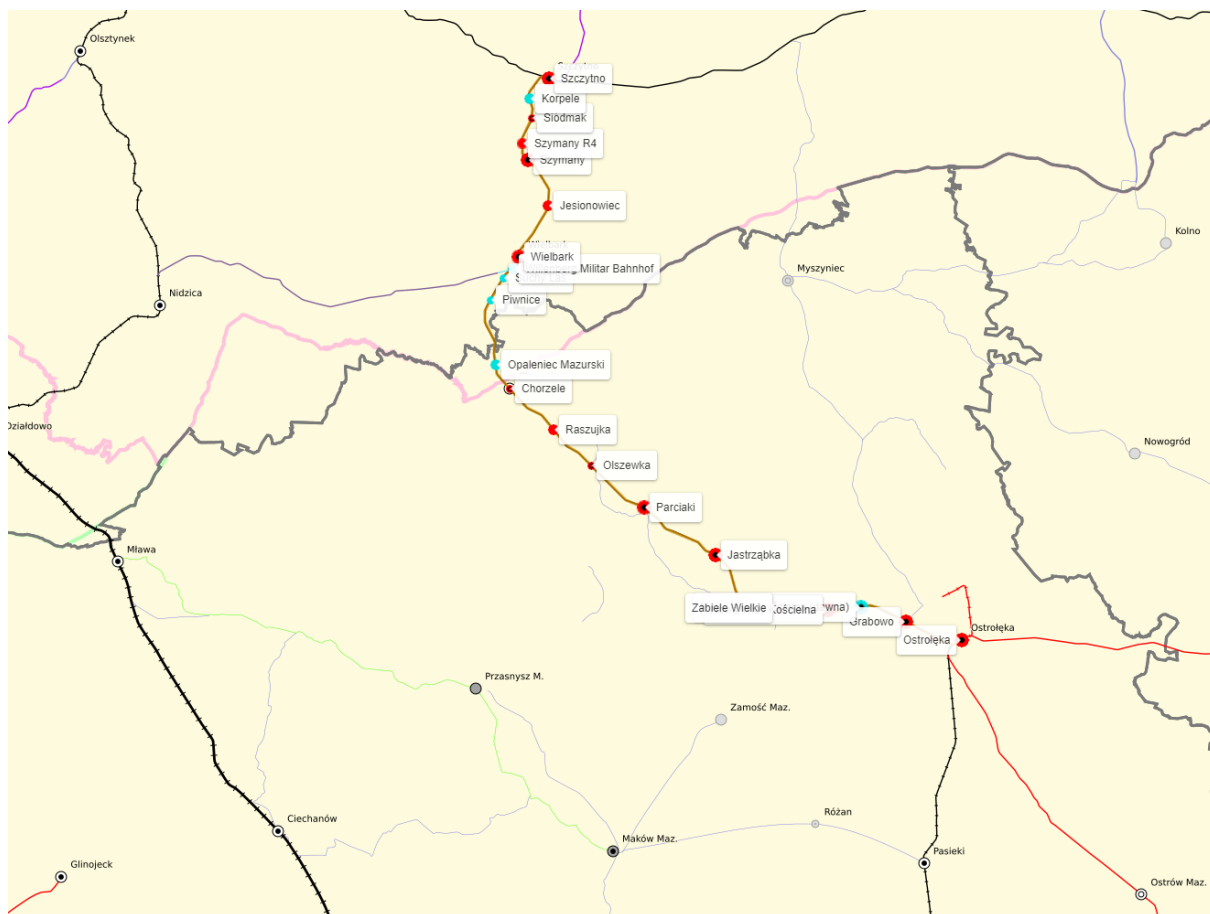 Olsztynek
Szczytno
Korpele
Siódmak
Szymany R4
Szymany
Jesionowiec
Kolno
Wielbark
Militar Bahnhof
Myszyniec
Nidzica
Piwnice
Opaleniec Mazurski
Chorzele
Działdowo
Raszujka
Nowogród
Olszewka
Parciaki
Mława
Jastrząbka
Zabiele Wielkie
Kościelna
wna)
Grabowo
Ostrołęka
Ostrołęka
Przasnysz M.
Zamość Maz.
Różan
Ciechanów
Maków Maz.
Pasieki
Glinojeck
Ostrów Maz.